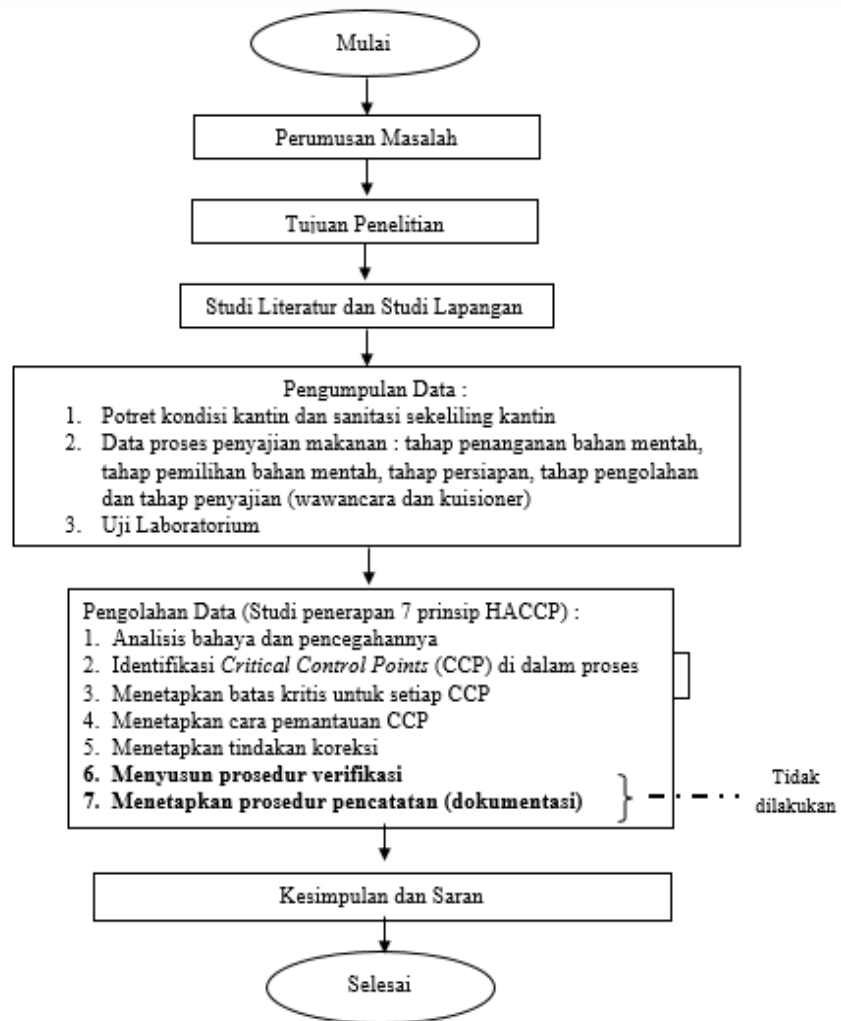 Mulai
Perumusan Masalah
Tujuan Penelitian
Studi Literatur dan Studi Lapangan
Pengumpulan Data :
1. Potret kondisi kantin dan sanitasi sekeliling kantin
2. Data proses penyajian makanan : tahap penanganan bahan mentah,
tahap pemilihan bahan mentah, tahap persiapan, tahap pengolahan
dan tahap penyajian (wawancara dan kuisioner)
3. Uji Laboratorium
Pengolahan Data (Studi penerapan 7 prinsip HACCP) :
1. Analisis bahaya dan pencegahannya
2. Identifikasi Critical Control Points (CCP) di dalam proses
3. Menetapkan batas kritis untuk setiap CCP
4. Menetapkan cara pemantauan CCP
5. Menetapkan tindakan koreksi
6. Menyusun prosedur verifikasi
7. Menetapkan prosedur pencatatan (dokumentasi)
Tidak
dilakukan
Kesimpulan dan Saran
Selesai